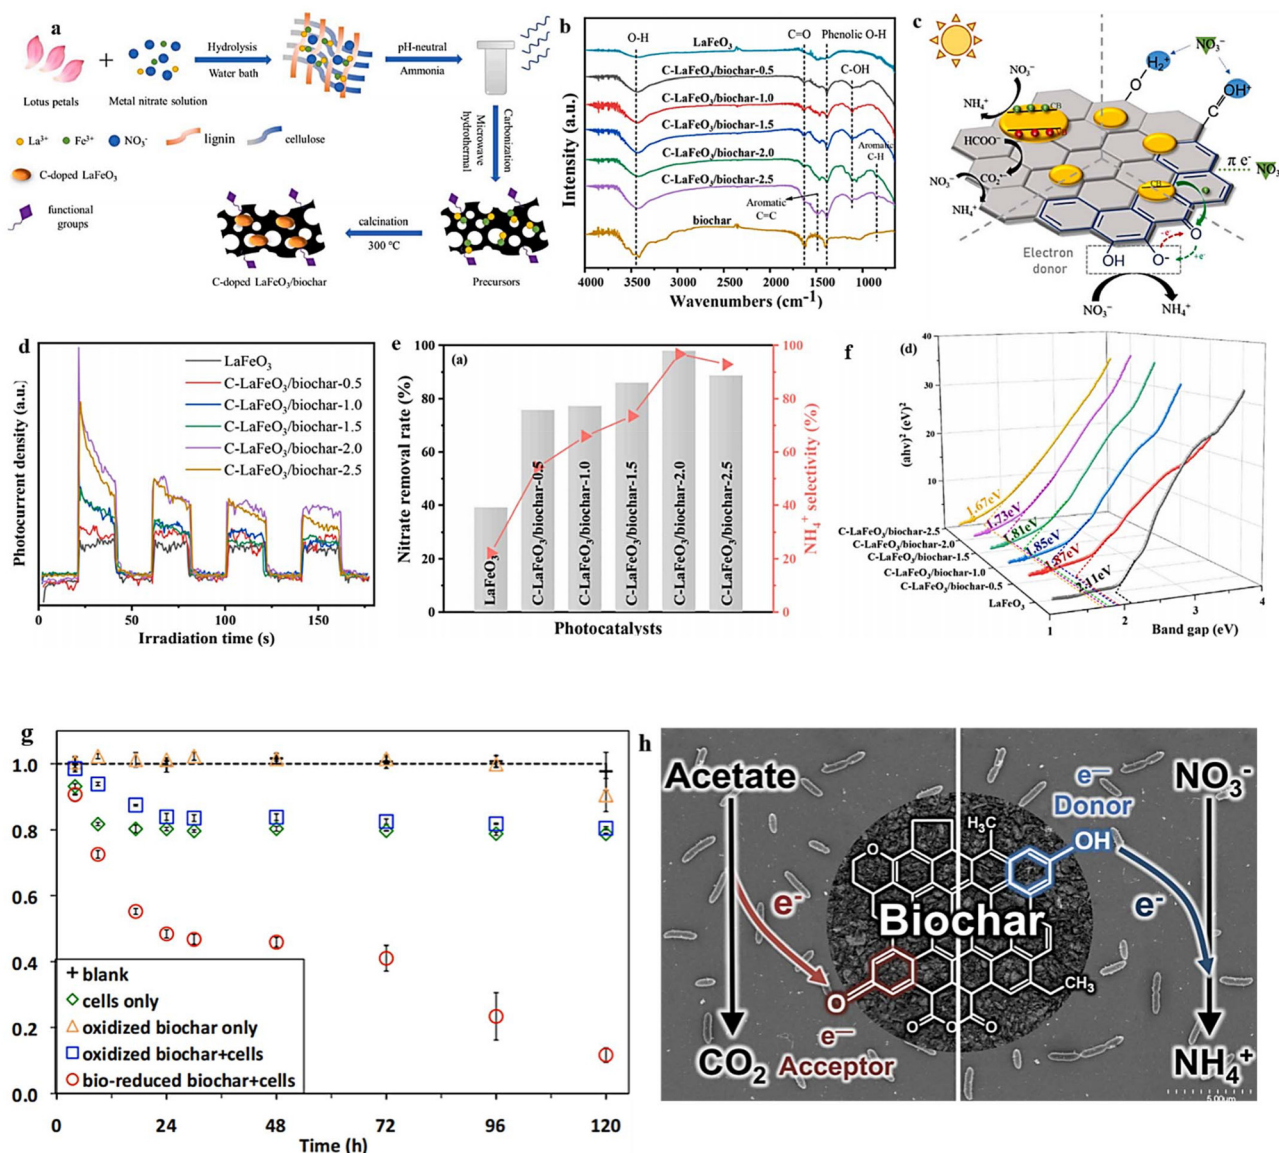 a
Lotus petals
+
Metal nitrate solution
Hydrolysis
Water bath
pH-neutral
Ammonia
La³⁺
Fe³⁺
NO₃⁻
lignin
cellulose
C-doped LaFeO₃
functional
groups
Carbonization
Microwave
hydrothermal
calcination
300 °C
C-doped LaFeO₃/biochar
Precursors
b
Intensity (a.u.)
O-H
C=O
Phenolic O-H
C-OH
Aromatic
C-H
Aromatic
C=C
LaFeO₃
C-LaFeO₃/biochar-0.5
C-LaFeO₃/biochar-1.0
C-LaFeO₃/biochar-1.5
C-LaFeO₃/biochar-2.0
C-LaFeO₃/biochar-2.5
biochar
4000 3500 3000 2500 2000 1500 1000
Wavenumbers (cm⁻¹)
c
NO₃⁻
NH₄⁺
HCOO⁻
CO₂•⁻
NO₃⁻
NH₄⁺
CB
CB
O
H₂⁺
NO₃⁻
C
OH⁺
π e⁻
NO₃
Electron
donor
OH
O⁻
O
-e⁻
+e⁻
NO₃⁻
NH₄⁺
d
Photocurrent density (a.u.)
LaFeO₃
C-LaFeO₃/biochar-0.5
C-LaFeO₃/biochar-1.0
C-LaFeO₃/biochar-1.5
C-LaFeO₃/biochar-2.0
C-LaFeO₃/biochar-2.5
0 50 100 150
Irradiation time (s)
e
(a)
Nitrate removal rate (%)
100
80
60
40
20
0
LaFeO₃
C-LaFeO₃/biochar-0.5
C-LaFeO₃/biochar-1.0
C-LaFeO₃/biochar-1.5
C-LaFeO₃/biochar-2.0
C-LaFeO₃/biochar-2.5
100
80
60
40
20
0
NH₄⁺ selectivity (%)
Photocatalysts
f
(d)
(ahv)² (eV)²
40
30
20
10
1.67eV
1.73eV
1.81eV
1.85eV
1.87eV
2.11eV
C-LaFeO₃/biochar-2.5
C-LaFeO₃/biochar-2.0
C-LaFeO₃/biochar-1.5
C-LaFeO₃/biochar-1.0
C-LaFeO₃/biochar-0.5
LaFeO₃
1 2 3 4
Band gap (eV)
g
1.0
0.8
0.6
0.4
0.2
0.0
blank
cells only
oxidized biochar only
oxidized biochar+cells
bio-reduced biochar+cells
0 24 48 72 96 120
Time (h)
h
Acetate
CO₂
e⁻
O
e—
Acceptor
Biochar
O
O O O
H₃C
CH₃
e—
Donor
OH
e⁻
NO₃⁻
NH₄⁺
5.00um